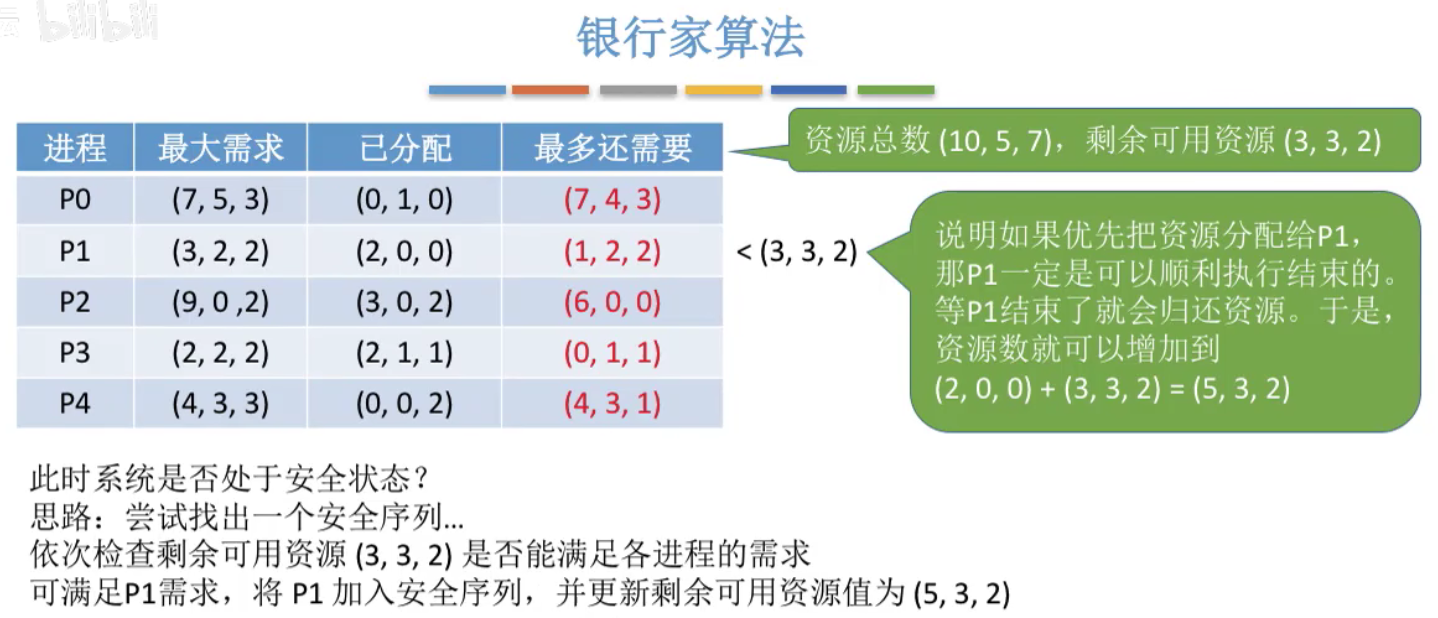 云 bilibili
银行家算法
资源总数 (10, 5, 7)，剩余可用资源 (3, 3, 2)
进程 最大需求 已分配 最多还需要
P0 (7, 5, 3) (0, 1, 0) (7, 4, 3)
P1 (3, 2, 2) (2, 0, 0) (1, 2, 2) < (3, 3, 2)
P2 (9, 0 ,2) (3, 0, 2) (6, 0, 0)
P3 (2, 2, 2) (2, 1, 1) (0, 1, 1)
P4 (4, 3, 3) (0, 0, 2) (4, 3, 1)
说明如果优先把资源分配给P1，
那P1一定是可以顺利执行结束的。
等P1结束了就会归还资源。于是，
资源数就可以增加到
(2, 0, 0) + (3, 3, 2) = (5, 3, 2)
此时系统是否处于安全状态？
思路：尝试找出一个安全序列...
依次检查剩余可用资源 (3, 3, 2) 是否能满足各进程的需求
可满足P1需求，将 P1 加入安全序列，并更新剩余可用资源值为 (5, 3, 2)